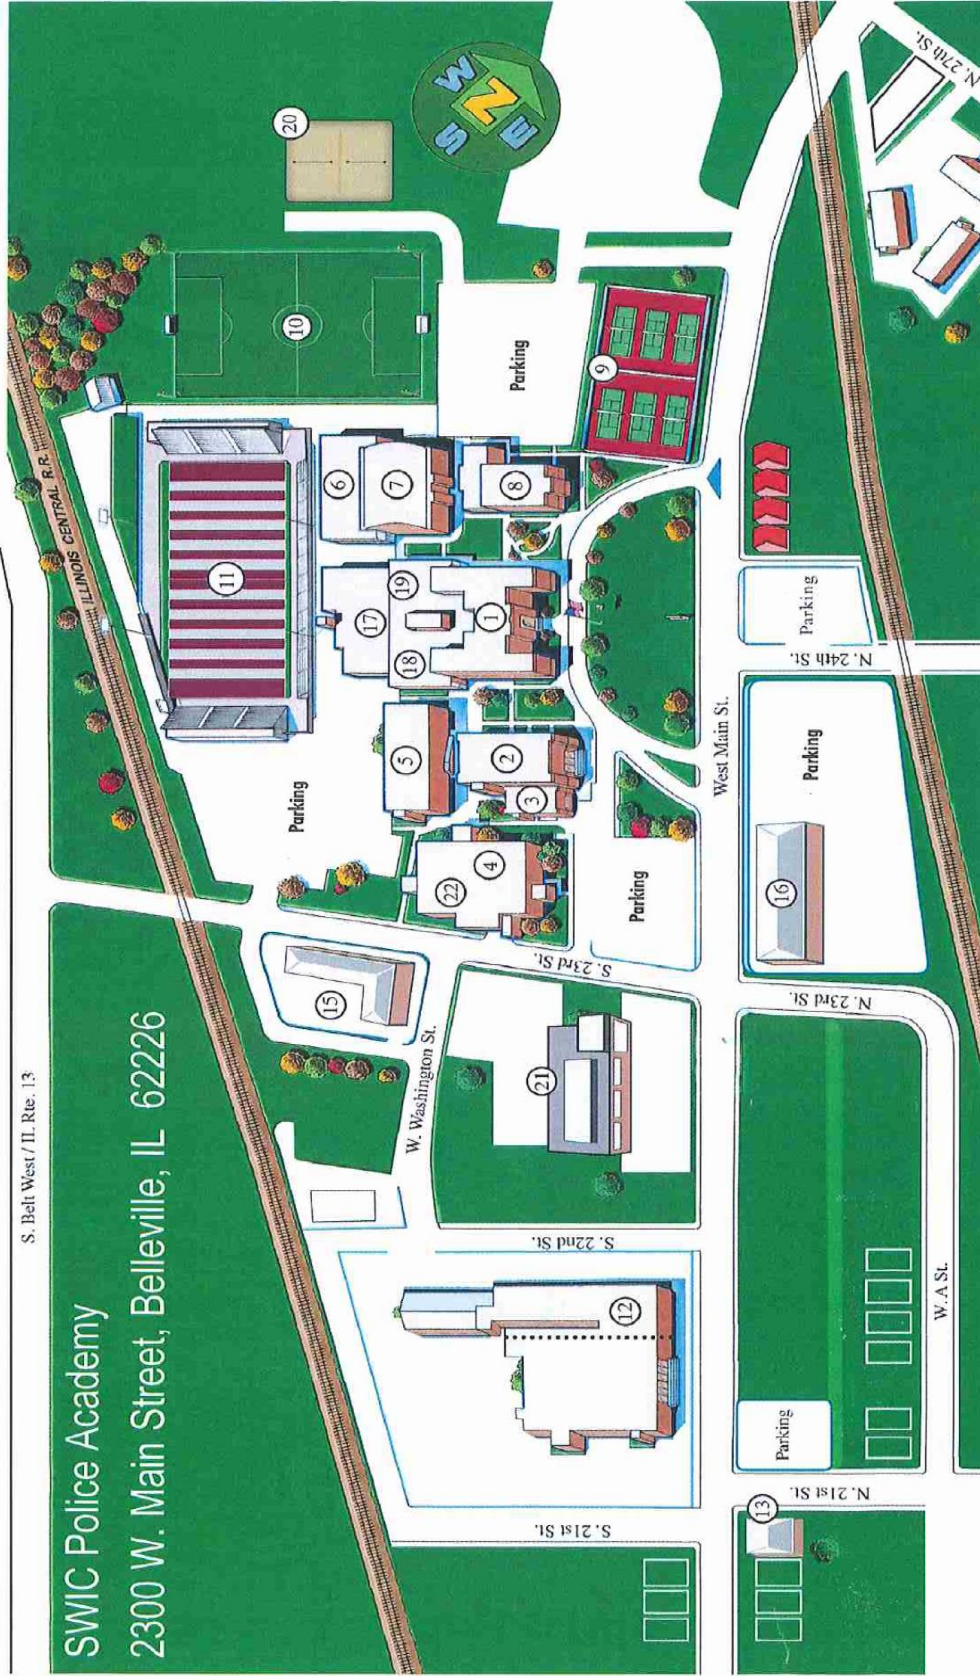 SWIC Police Academy
2300 W. Main Street, Belleville, IL 62226
S. Belt West / IL Rte. 13
ILLINOIS CENTRAL R.R.
20
S
W
N
E
10
11
Parking
6
7
8
9
17
19
18
1
5
2
3
4
22
Parking
Parking
15
W. Washington St.
S. 23rd St.
21
S. 22nd St.
12
S. 21st St.
West Main St.
Parking
N. 24th St.
Parking
16
N. 23rd St.
Parking
N. 21st St.
13
W. A St.
N. 27th St.